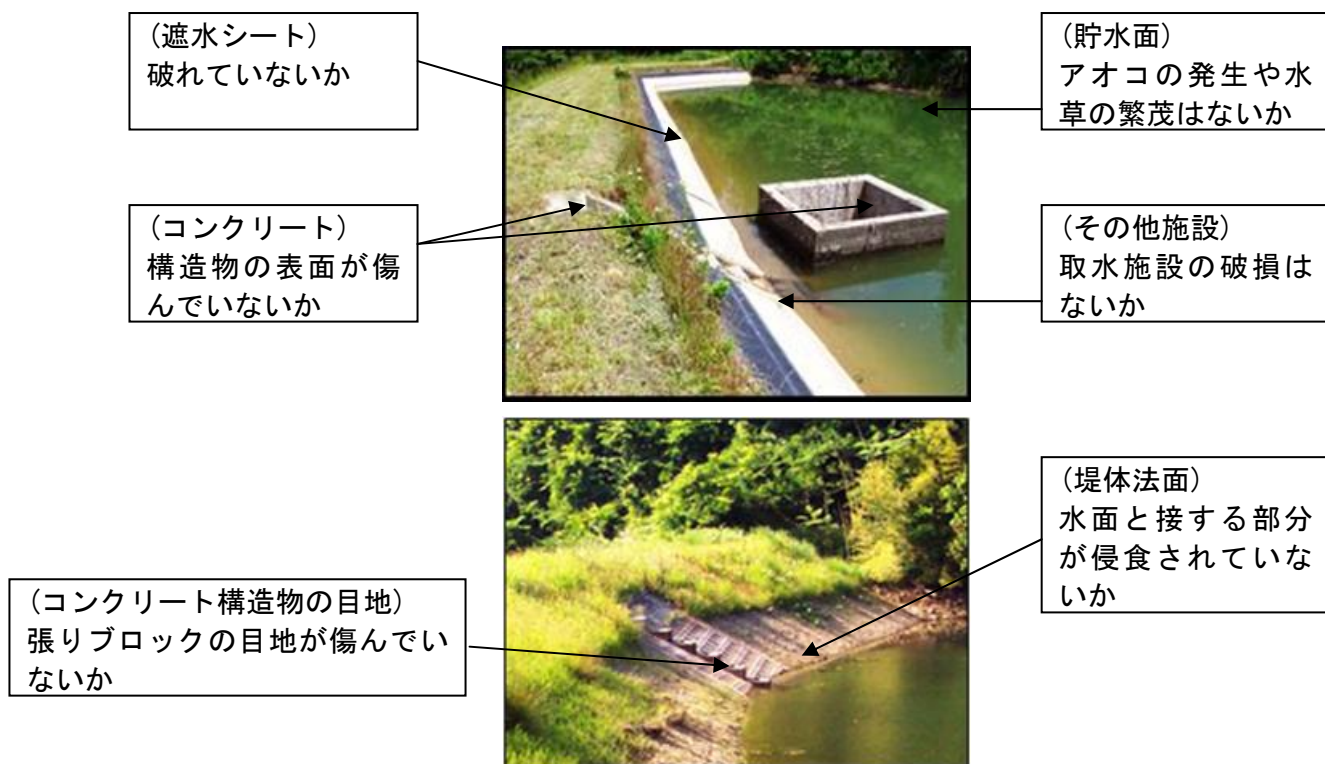 (遮水シート)
破れていないか
(貯水面)
アオコの発生や水
草の繁茂はないか
(コンクリート)
構造物の表面が傷
んでいないか
(その他施設)
取水施設の破損は
ないか
(堤体法面)
水面と接する部分
が侵食されていな
いか
(コンクリート構造物の目地)
張りブロックの目地が傷んでい
ないか